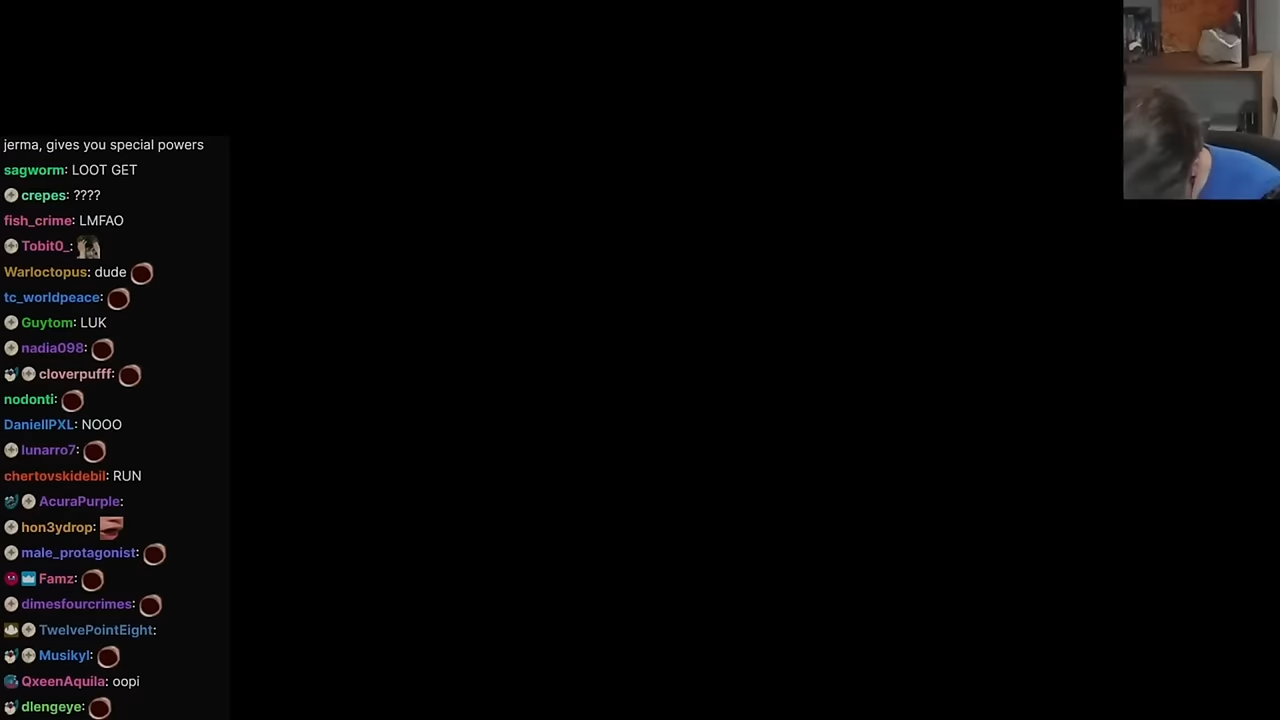 jerma, gives you special powers
sagworm: LOOT GET
crepes: ????
fish_crime: LMFAO
Tobit0_:
Warloctopus: dude
tc_worldpeace:
Guytom: LUK
nadia098:
cloverpufff:
nodonti:
DaniellPXL: NOOO
lunarro7:
chertovskidebil: RUN
AcuraPurple:
hon3ydrop:
male_protagonist:
Famz:
dimesfourcrimes:
TwelvePointEight:
Musikyl:
QxeenAquila: oopi
dlengeye: